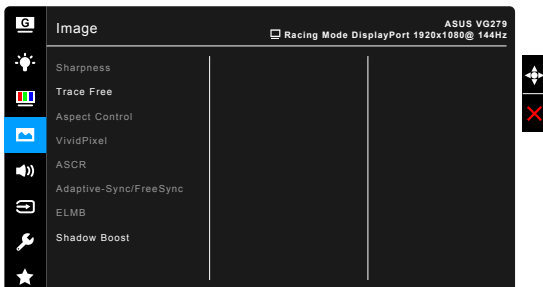 G
Image
ASUS VG279
Racing Mode DisplayPort 1920x1080@ 144Hz
Sharpness
Trace Free
Aspect Control
VividPixel
ASCR
Adaptive-Sync/FreeSync
ELMB
Shadow Boost